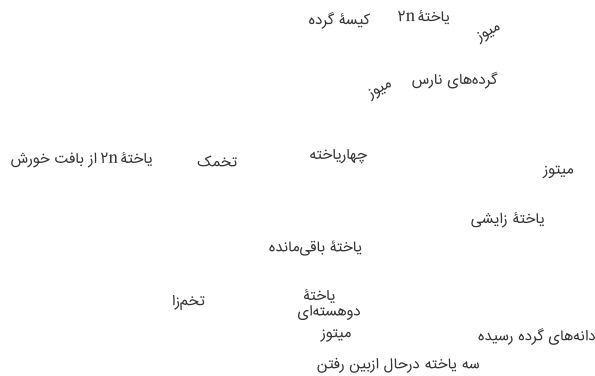 یاختهٔ ۲n
کیسهٔ گرده
میوز
گرده‌های نارس
میوز
چهاریاخته
تخمک
یاختهٔ ۲n از بافت خورش
میتوز
یاختهٔ زایشی
یاختهٔ باقی‌مانده
یاختهٔ
دوهسته‌ای
تخم‌زا
میتوز
دانه‌های گرده رسیده
سه یاخته درحال ازبین رفتن